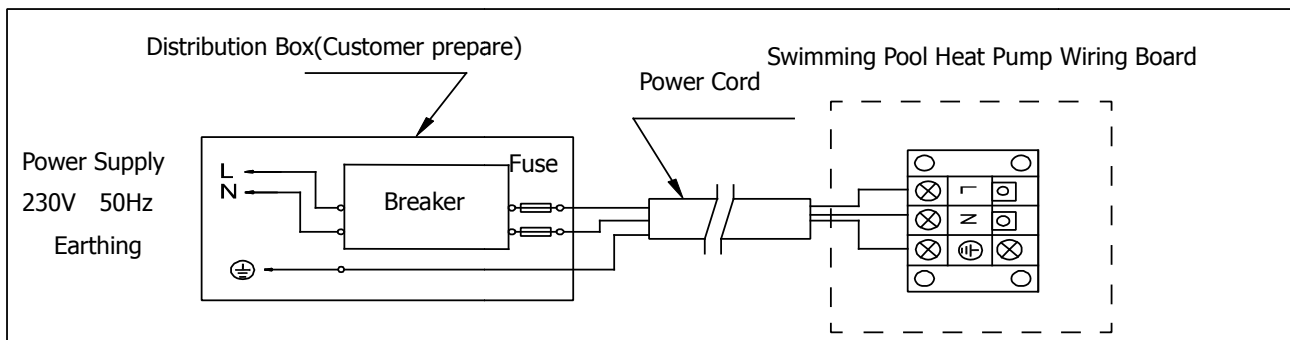 Distribution Box(Customer prepare)
Swimming Pool Heat Pump Wiring Board
Power Cord
Power Supply
230V 50Hz
Earthing
L
N
Breaker
Fuse
L
N